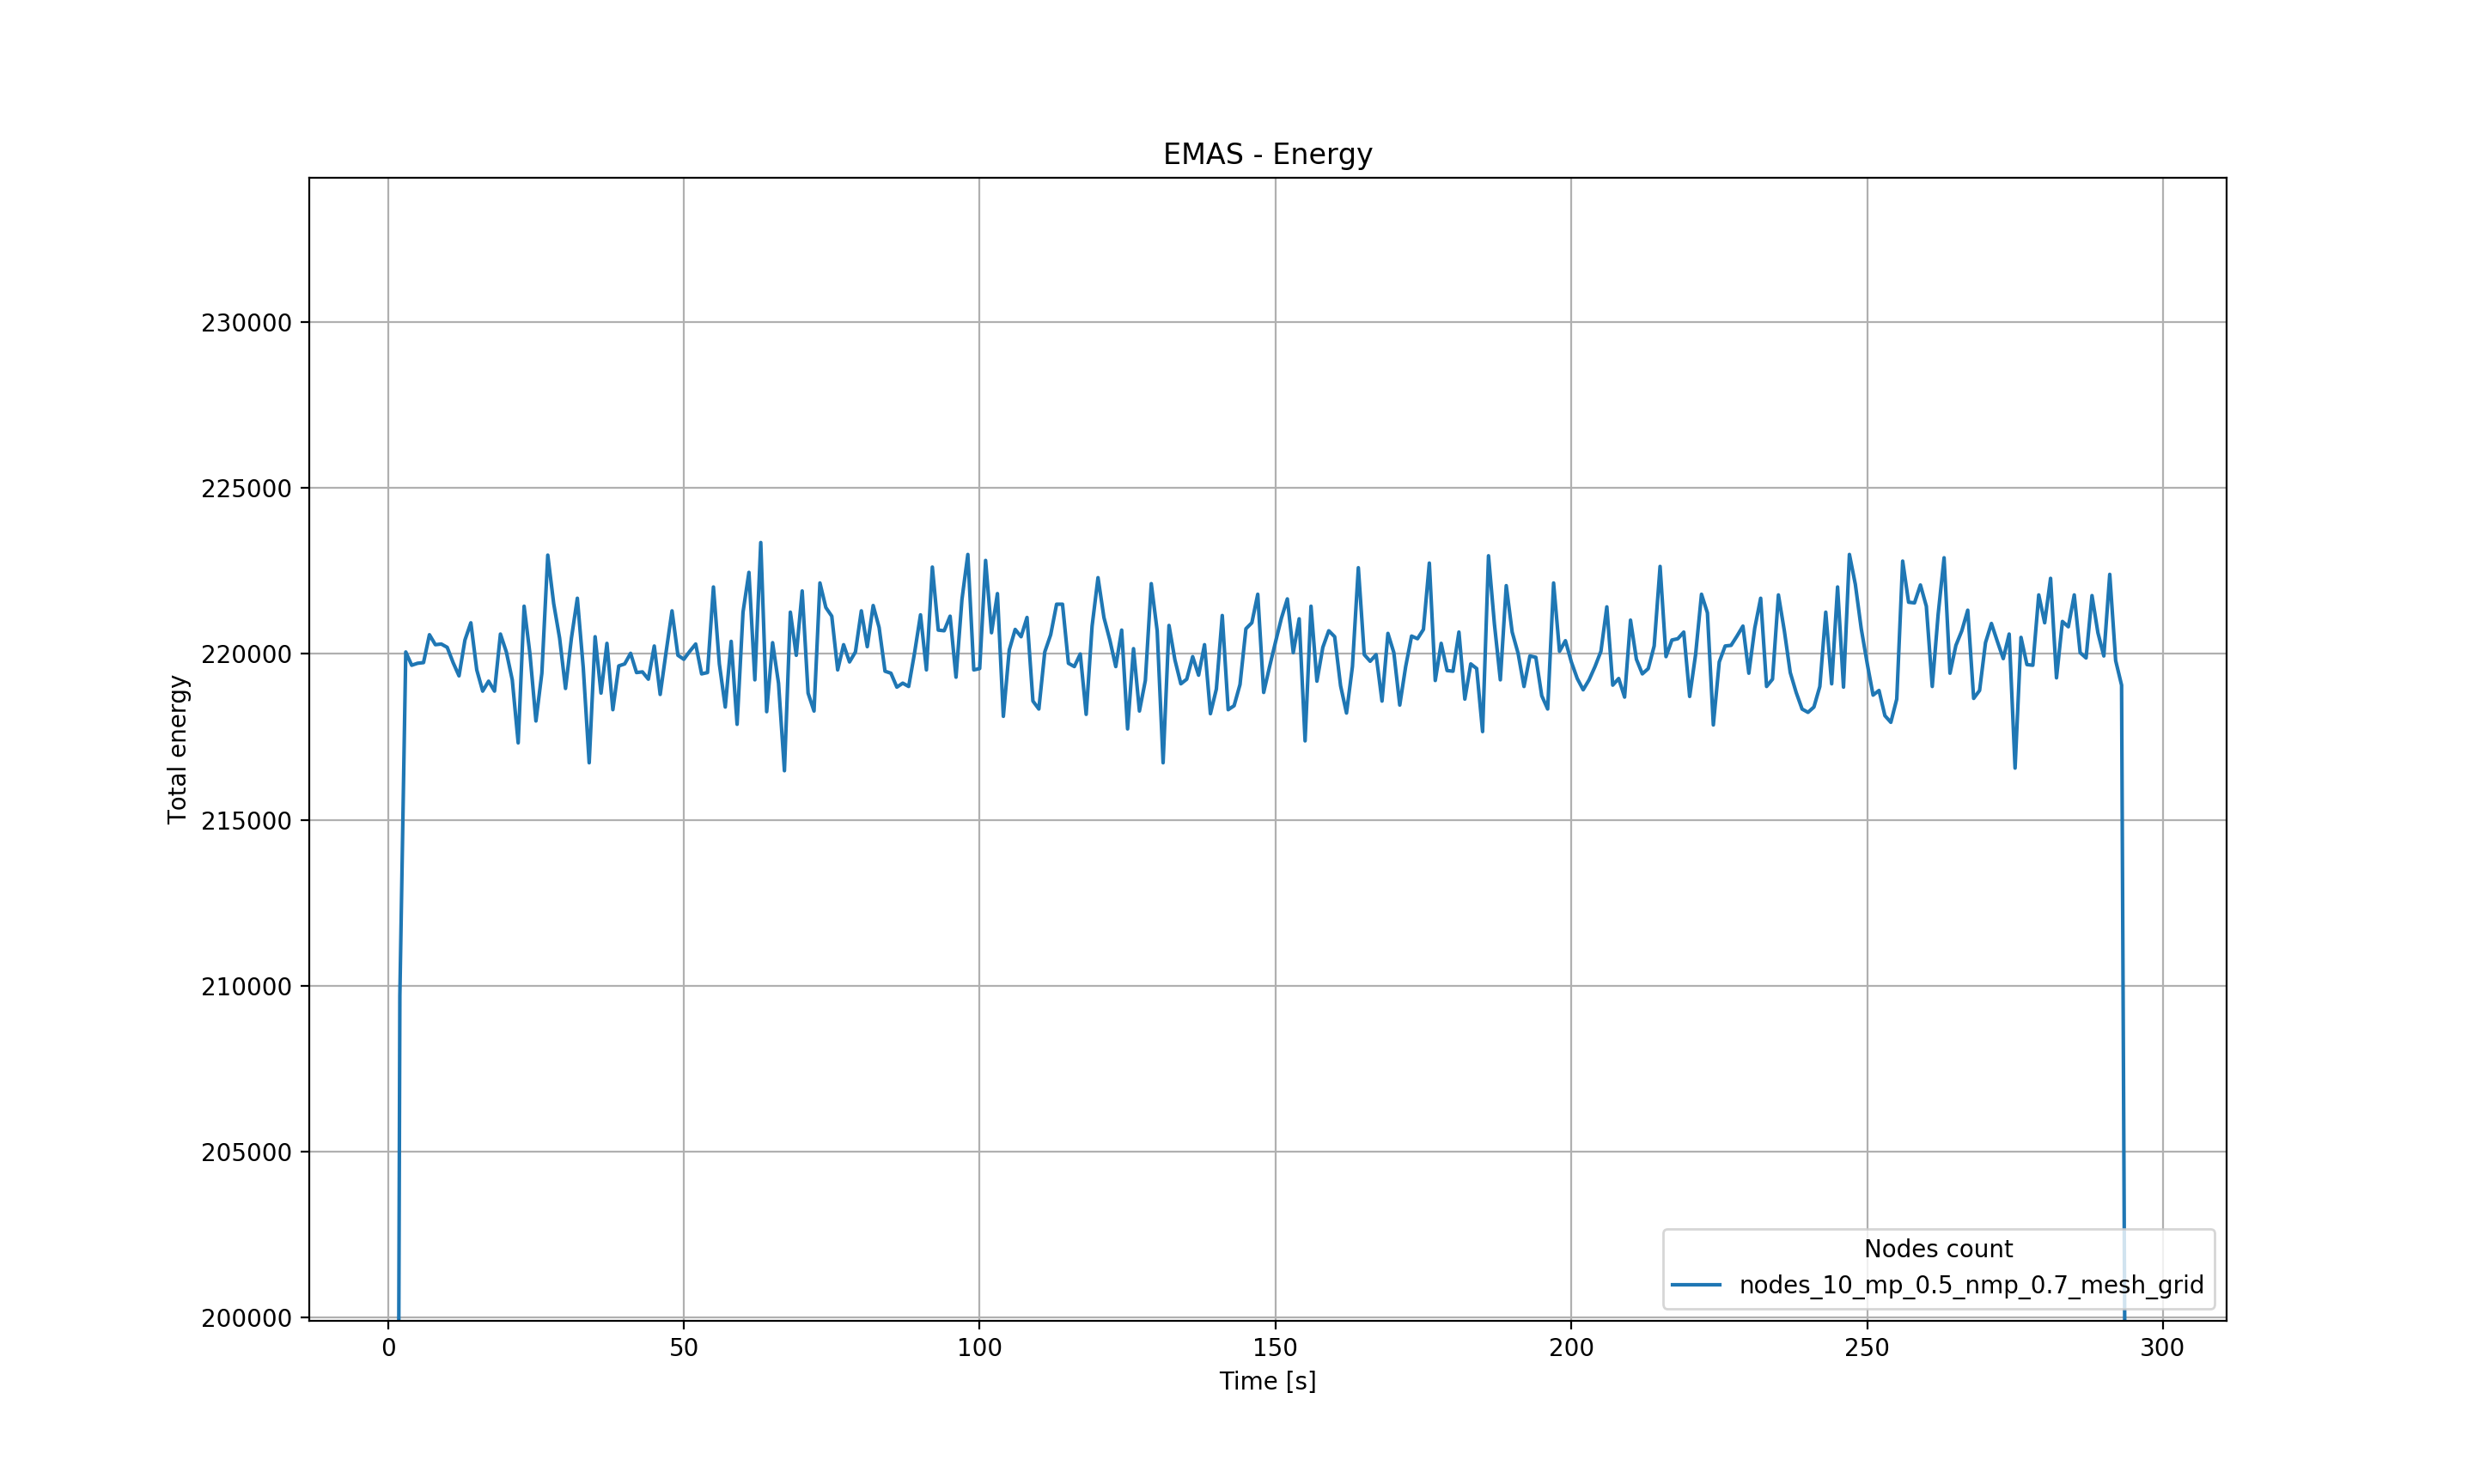 EMAS - Energy
230000
225000
220000
215000
210000
205000
200000
Total energy
Nodes count
nodes_10_mp_0.5_nmp_0.7_mesh_grid
0 50 100 150 200 250 300
Time [s]